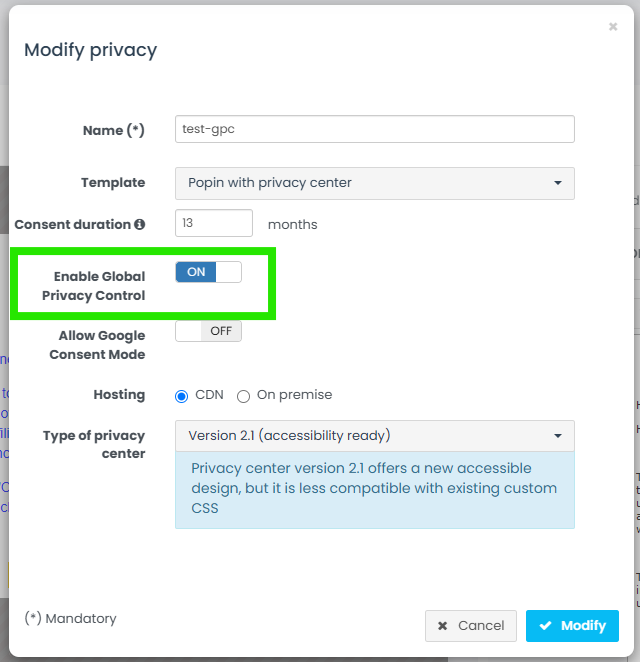 ×
Modify privacy
Name (*)
test-gpc
Template
Popin with privacy center
Consent duration
13
months
Enable Global
Privacy Control
ON
Allow Google
Consent Mode
OFF
Hosting
CDN
On premise
Type of privacy
center
Version 2.1 (accessibility ready)
Privacy center version 2.1 offers a new accessible
design, but it is less compatible with existing custom
CSS
(*) Mandatory
Cancel
Modify